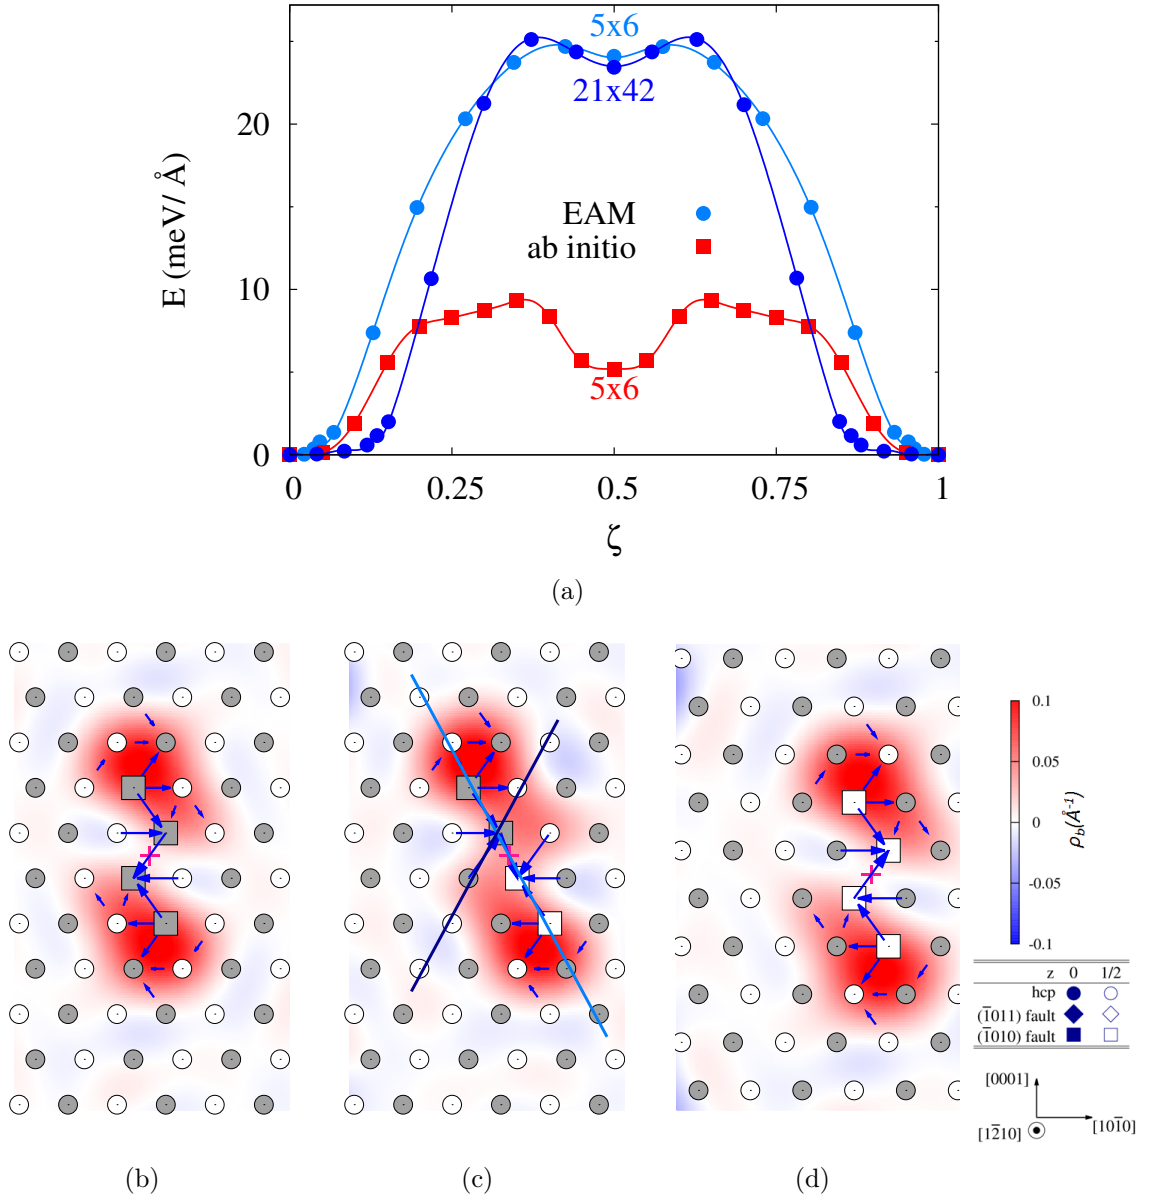 5x6
21x42
20
E (meV/ Å)
EAM
ab initio
10
5x6
0
0 0.25 0.5 0.75 1
ζ
(a)
0.1
0.05
0
-0.05
-0.1
ρb(Å-1)
z 0 1/2
hcp
(1̄011) fault
(1̄010) fault
[0001]
[12̄10] [101̄0]
(b) (c) (d)